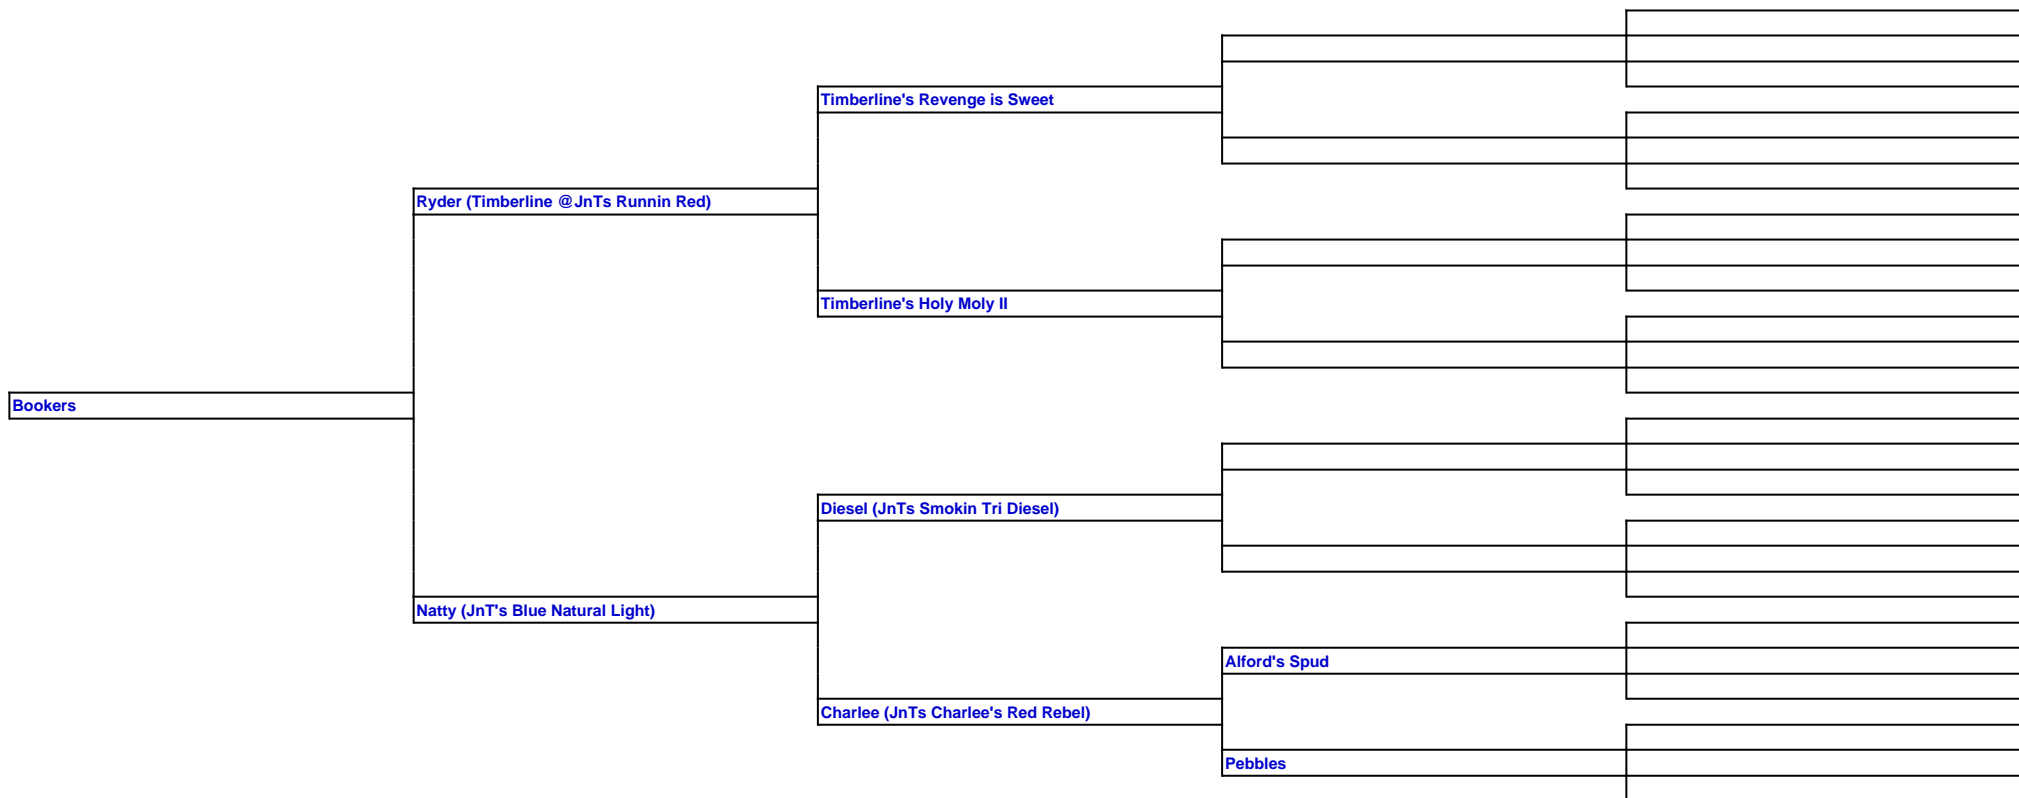 Timberline's Revenge is Sweet
Ryder (Timberline @JnTs Runnin Red)
Timberline's Holy Moly II
Bookers
Diesel (JnTs Smokin Tri Diesel)
Natty (JnT's Blue Natural Light)
Alford's Spud
Charlee (JnTs Charlee's Red Rebel)
Pebbles